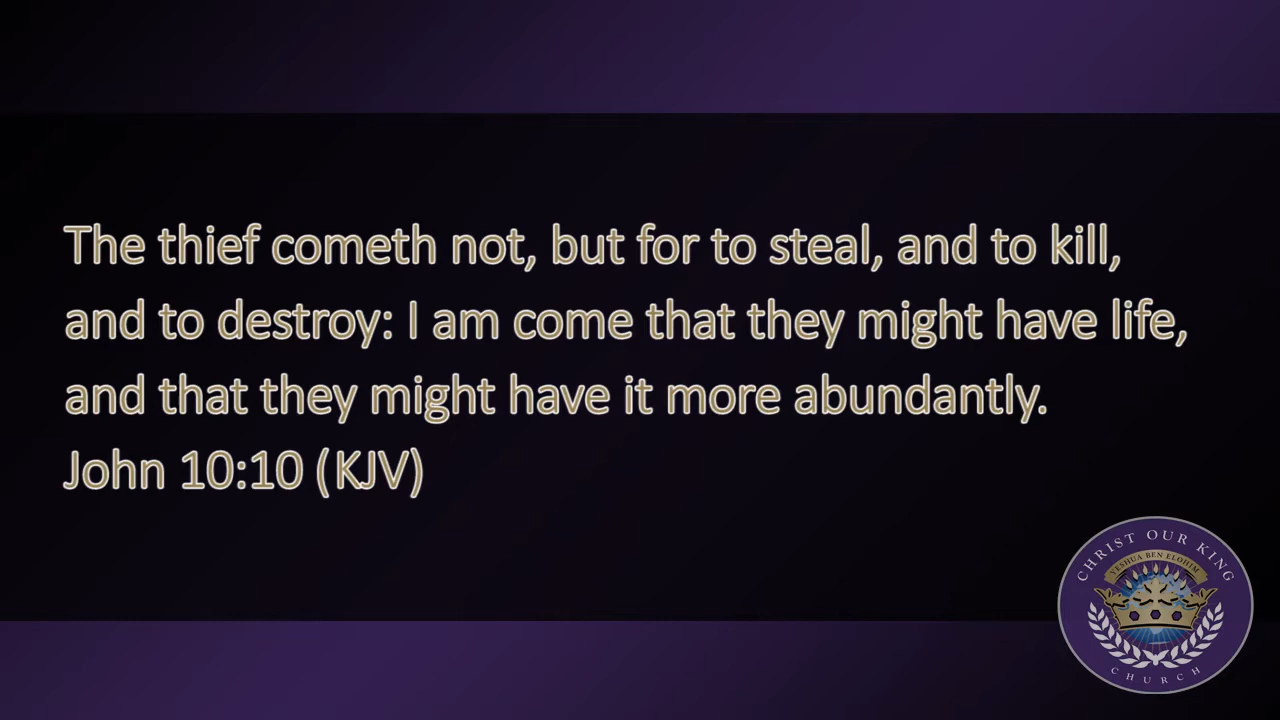 The thief cometh not, but for to steal, and to kill,
and to destroy: I am come that they might have life,
and that they might have it more abundantly.
John 10:10 (KJV)
CHRIST OUR KING
YESHUA BEN ELOHIM
CHURCH